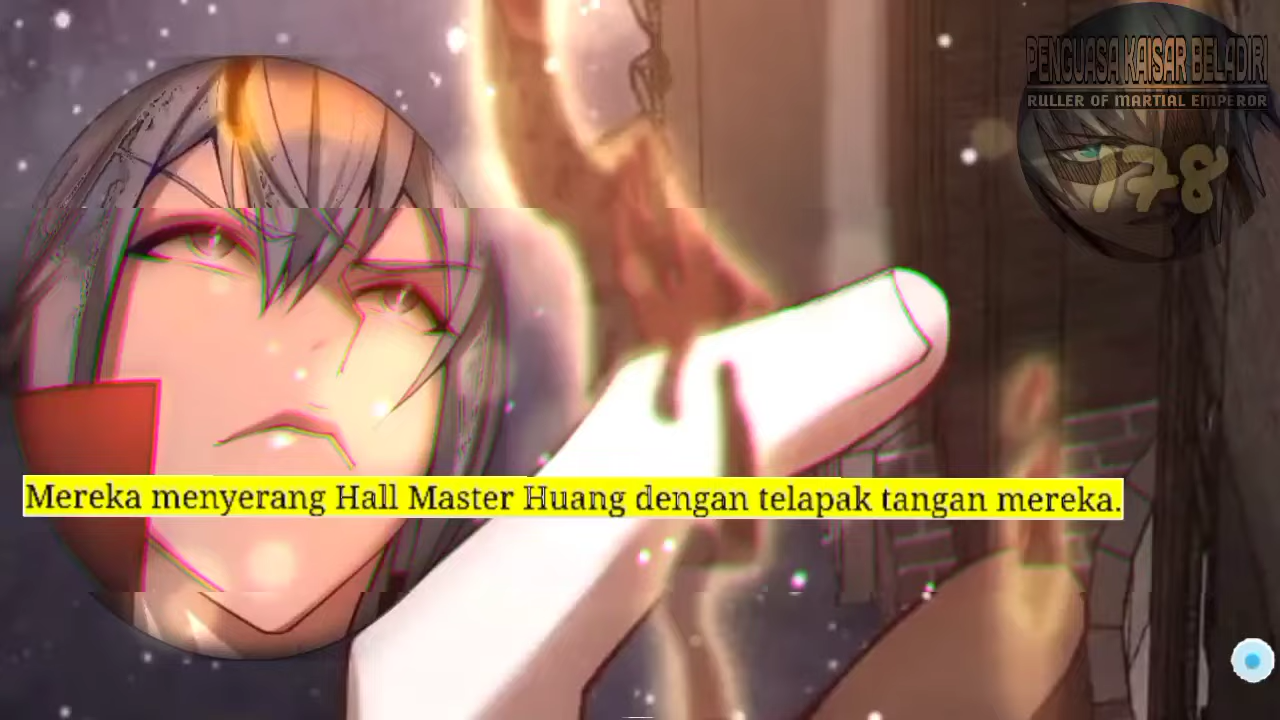 PENGUASA KAISAR BELADIRI
RULLER OF MARTIAL EMPEROR
178
Mereka menyerang Hall Master Huang dengan telapak tangan mereka.